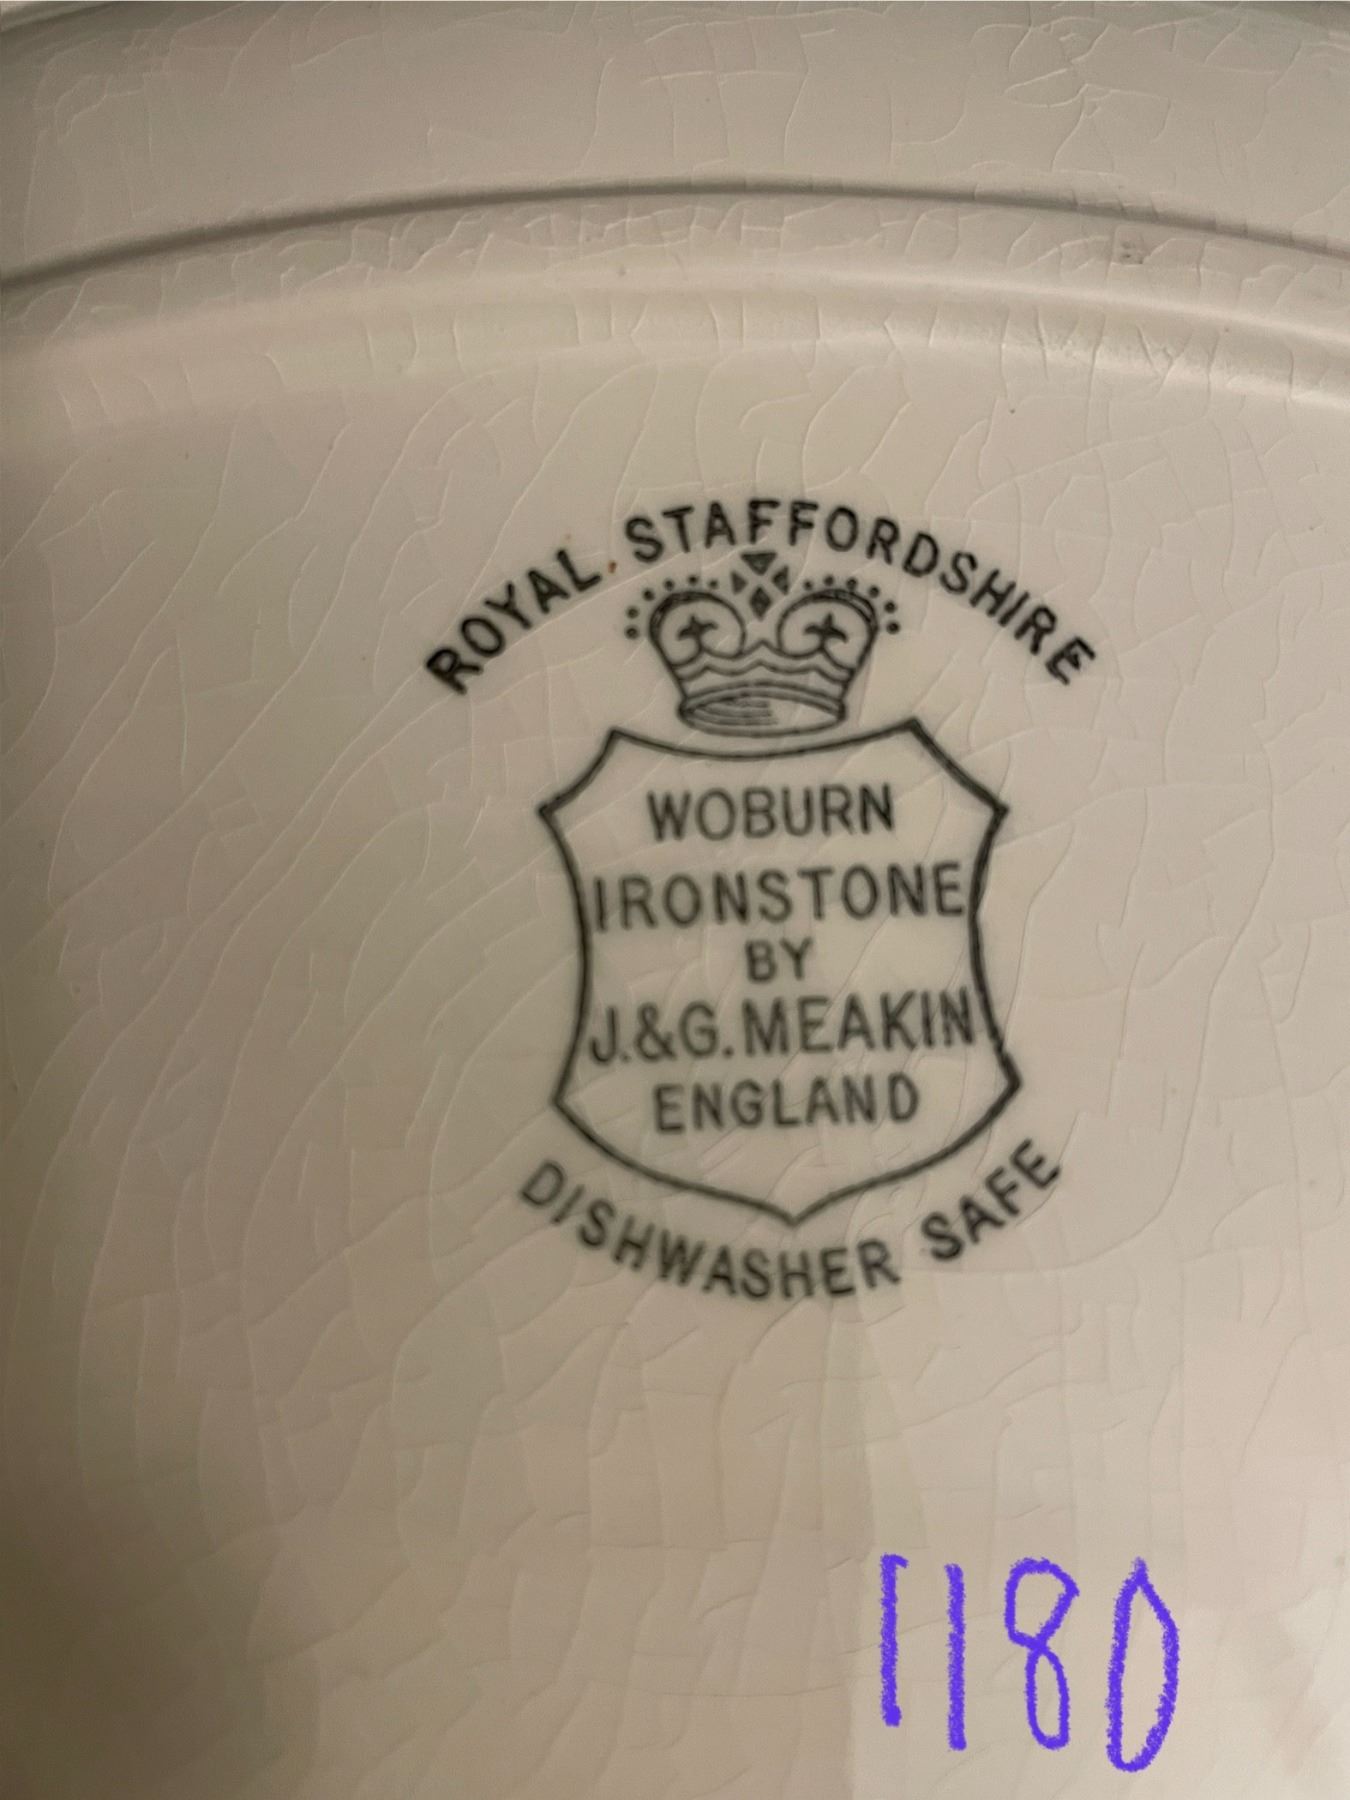 ROYAL STAFFORDSHIRE
WOBURN
IRONSTONE
BY
J.&G. MEAKIN
ENGLAND
DISHWASHER SAFE
1180